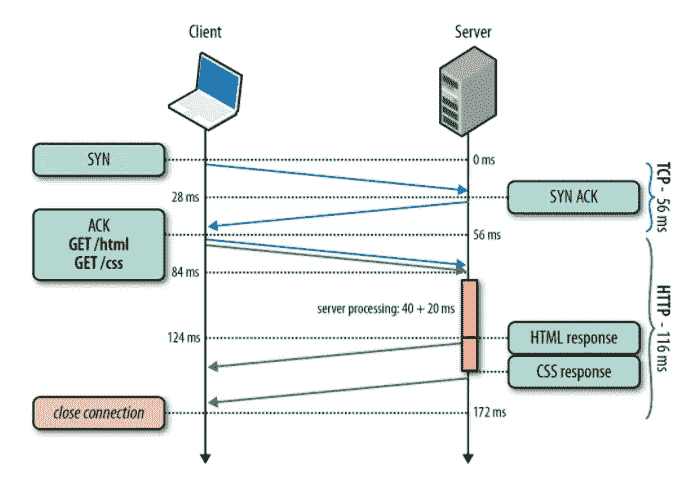 Client
Server
SYN
0 ms
28 ms
SYN ACK
TCP - 56 ms
ACK
GET /html
GET /css
56 ms
84 ms
server processing: 40 + 20 ms
124 ms
HTML response
CSS response
HTTP - 116 ms
close connection
172 ms